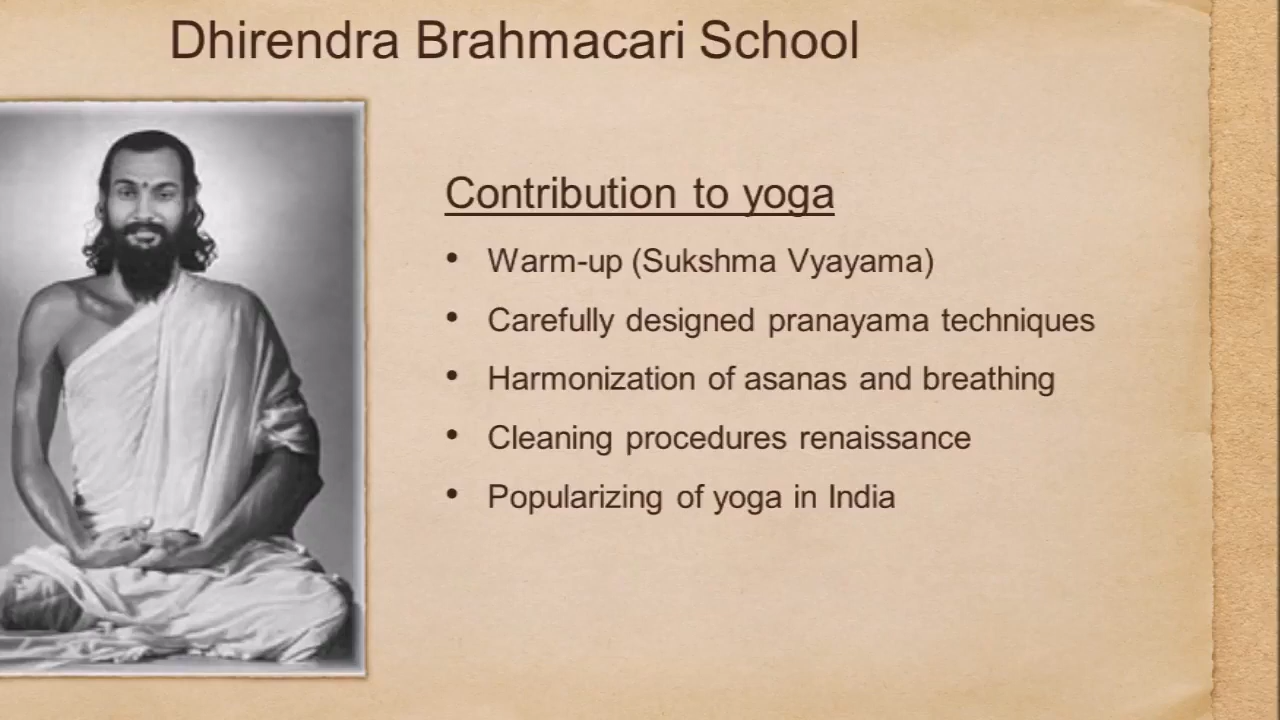 Dhirendra Brahmacari School
Contribution to yoga
• Warm-up (Sukshma Vyayama)
• Carefully designed pranayama techniques
• Harmonization of asanas and breathing
• Cleaning procedures renaissance
• Popularizing of yoga in India